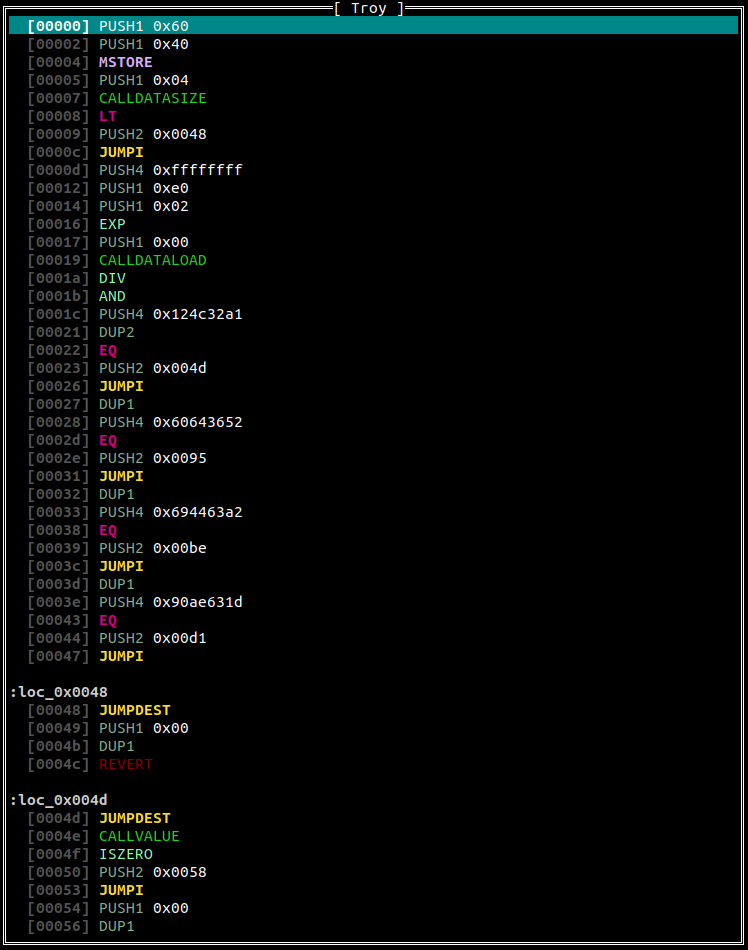 [ Troy ]
[00000] PUSH1 0x60
[00002] PUSH1 0x40
[00004] MSTORE
[00005] PUSH1 0x04
[00007] CALLDATASIZE
[00008] LT
[00009] PUSH2 0x0048
[0000c] JUMPI
[0000d] PUSH4 0xffffffff
[00012] PUSH1 0xe0
[00014] PUSH1 0x02
[00016] EXP
[00017] PUSH1 0x00
[00019] CALLDATALOAD
[0001a] DIV
[0001b] AND
[0001c] PUSH4 0x124c32a1
[00021] DUP2
[00022] EQ
[00023] PUSH2 0x004d
[00026] JUMPI
[00027] DUP1
[00028] PUSH4 0x60643652
[0002d] EQ
[0002e] PUSH2 0x0095
[00031] JUMPI
[00032] DUP1
[00033] PUSH4 0x694463a2
[00038] EQ
[00039] PUSH2 0x00be
[0003c] JUMPI
[0003d] DUP1
[0003e] PUSH4 0x90ae631d
[00043] EQ
[00044] PUSH2 0x00d1
[00047] JUMPI
:loc_0x0048
[00048] JUMPDEST
[00049] PUSH1 0x00
[0004b] DUP1
[0004c] REVERT
:loc_0x004d
[0004d] JUMPDEST
[0004e] CALLVALUE
[0004f] ISZERO
[00050] PUSH2 0x0058
[00053] JUMPI
[00054] PUSH1 0x00
[00056] DUP1